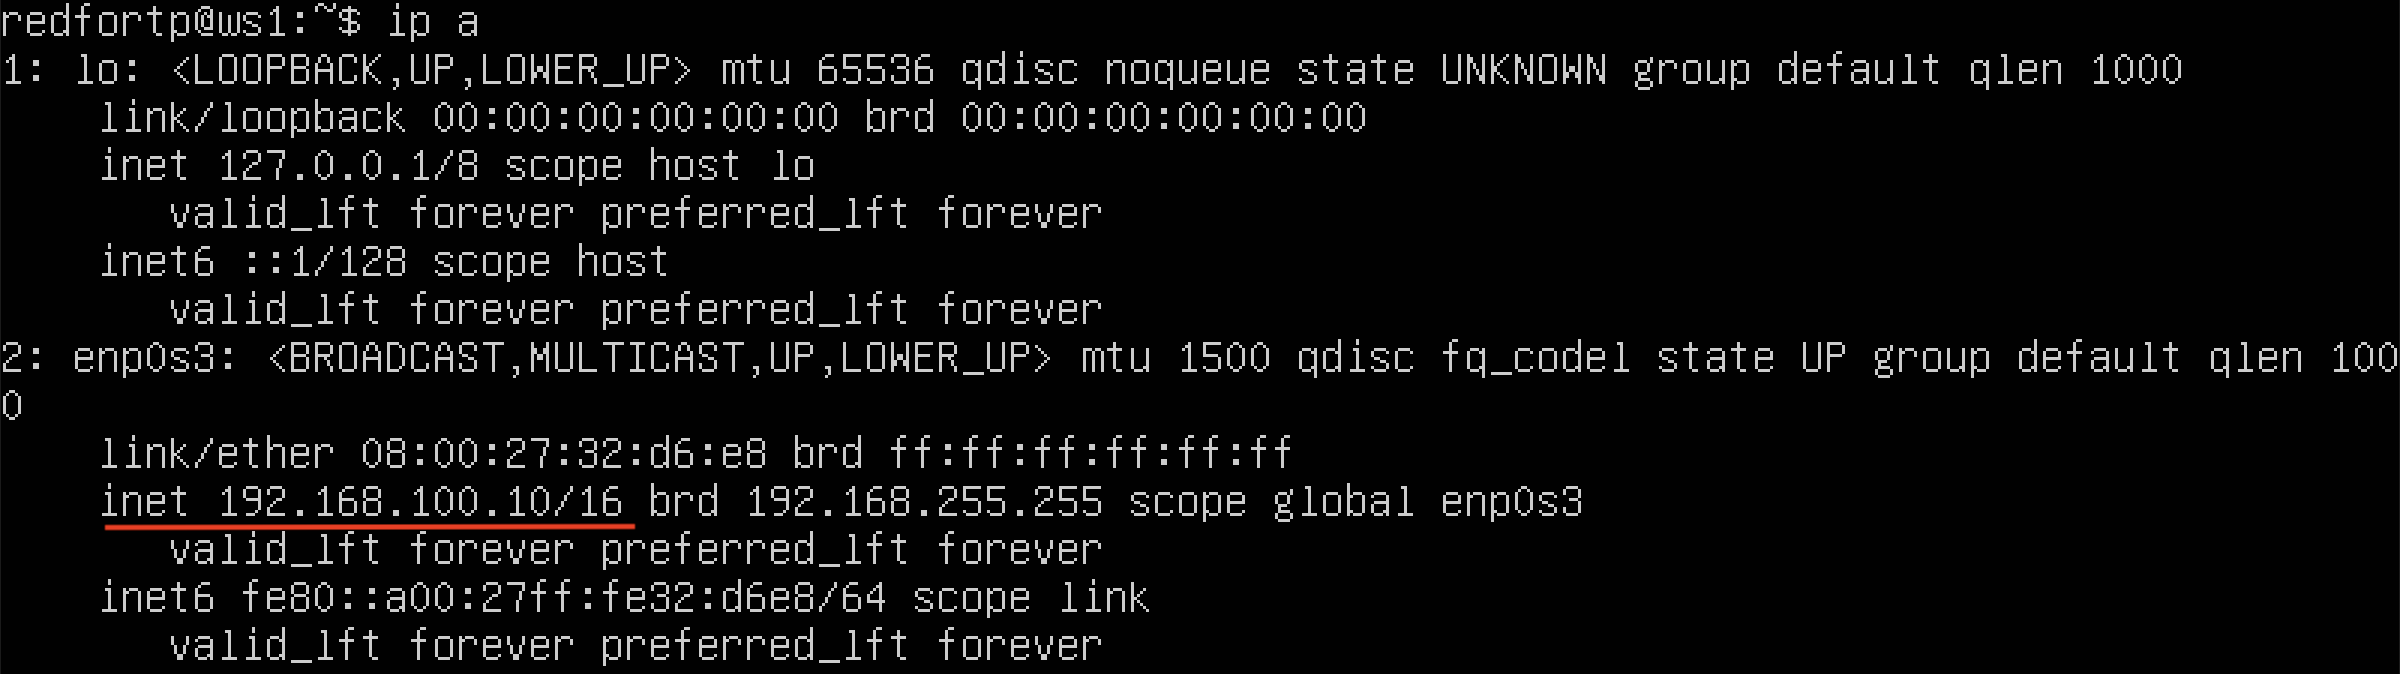 redfortp@ws1:~$ ip a
1: lo: <LOOPBACK,UP,LOWER_UP> mtu 65536 qdisc noqueue state UNKNOWN group default qlen 1000
    link/loopback 00:00:00:00:00:00 brd 00:00:00:00:00:00
    inet 127.0.0.1/8 scope host lo
       valid_lft forever preferred_lft forever
    inet6 ::1/128 scope host
       valid_lft forever preferred_lft forever
2: enp0s3: <BROADCAST,MULTICAST,UP,LOWER_UP> mtu 1500 qdisc fq_codel state UP group default qlen 100
0
    link/ether 08:00:27:32:d6:e8 brd ff:ff:ff:ff:ff:ff
    inet 192.168.100.10/16 brd 192.168.255.255 scope global enp0s3
       valid_lft forever preferred_lft forever
    inet6 fe80::a00:27ff:fe32:d6e8/64 scope link
       valid_lft forever preferred_lft forever